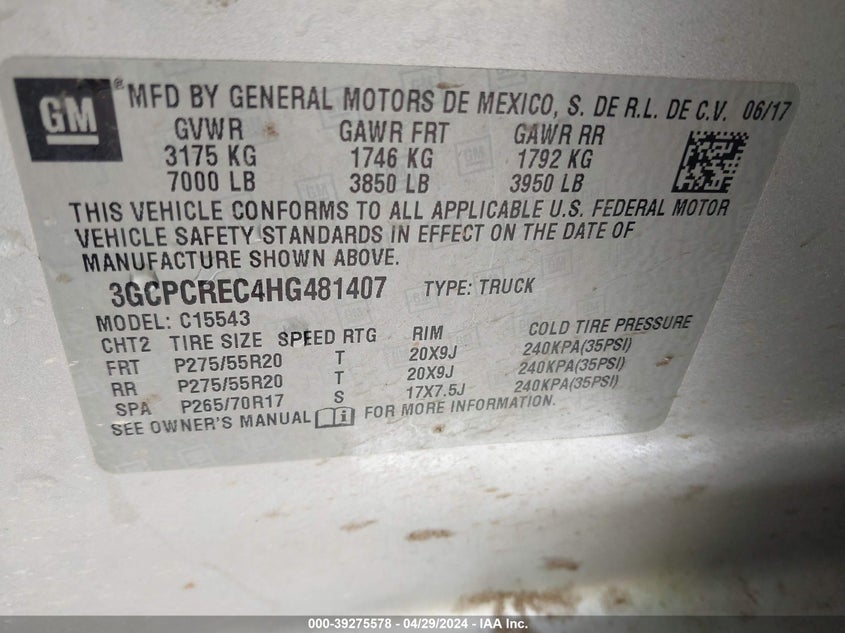 GM® MFD BY GENERAL MOTORS DE MEXICO, S. DE R.L. DE C.V. 06/17
GVWR GAWR FRT GAWR RR
3175 KG 1746 KG 1792 KG
7000 LB 3850 LB 3950 LB
THIS VEHICLE CONFORMS TO ALL APPLICABLE U.S. FEDERAL MOTOR
VEHICLE SAFETY STANDARDS IN EFFECT ON THE DATE OF
MANUFACTURE SHOWN ABOVE.
3GCPCREC4HG481407 TYPE: TRUCK
MODEL: C15543
CHT2 TIRE SIZE SPEED RTG RIM COLD TIRE PRESSURE
FRT P275/55R20 T 20X9J 240KPA(35PSI)
RR P275/55R20 T 20X9J 240KPA(35PSI)
SPA P265/70R17 S 17X7.5J 240KPA(35PSI)
SEE OWNER'S MANUAL FOR MORE INFORMATION.
000-39275578 - 04/29/2024 - IAA Inc.